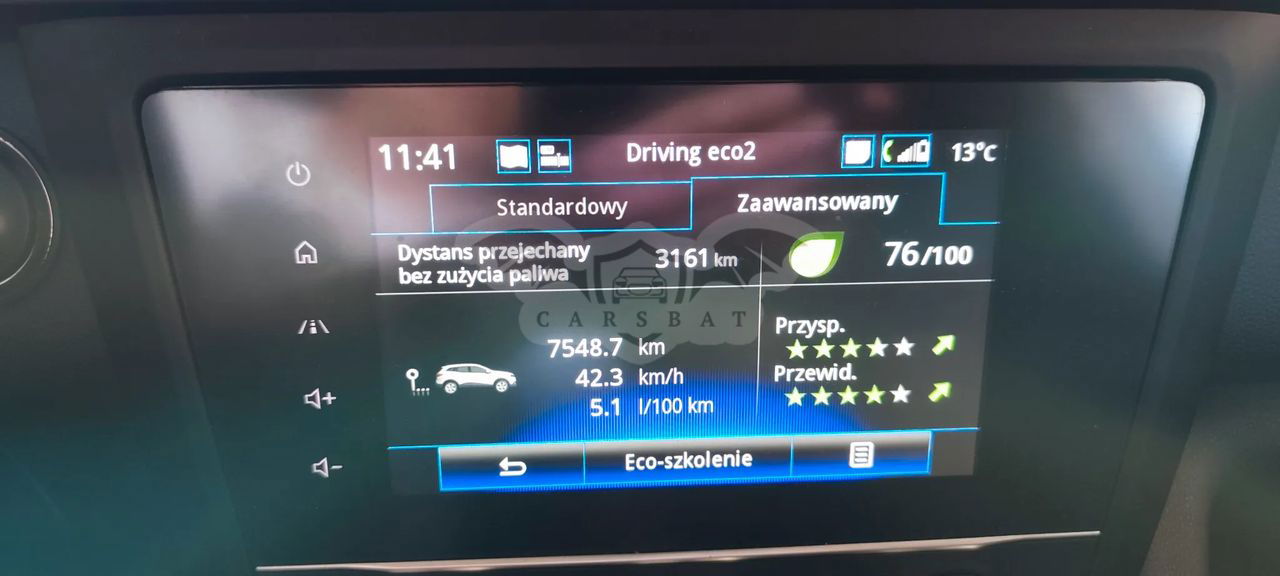 11:41
Driving eco2
13°C
Standardowy
Zaawansowany
Dystans przejechany
bez zużycia paliwa
3161 km
76/100
CARSBAT
7548.7 km
42.3 km/h
5.1 l/100 km
Przysp.
Przewid.
Eco-szkolenie